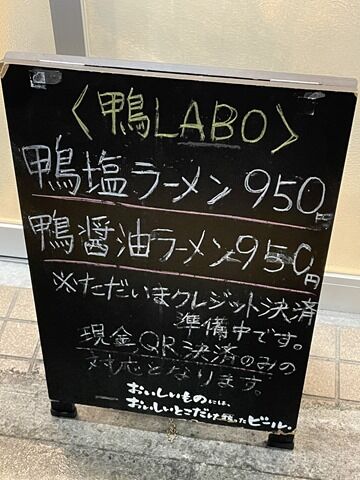 〈鴨LABO〉
鴨塩ラーメン950円
鴨醤油ラーメン950円
※ただいまクレジット決済
準備中です。
現金QR決済のみの
対応となります。
おいしいものには、
おいしいとこだけ搾ったビール。